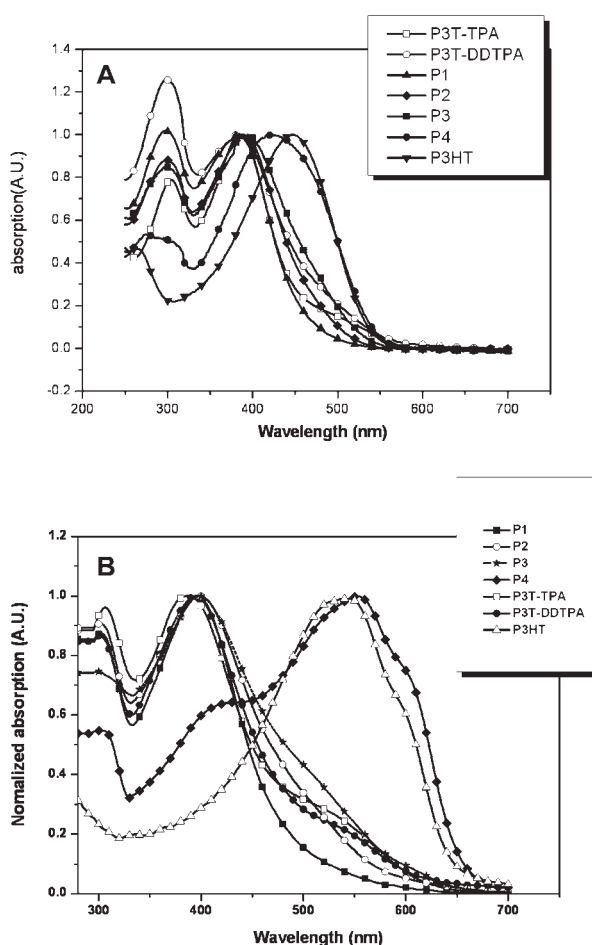 A
absorption(A.U.)
1.4
1.2
1.0
0.8
0.6
0.4
0.2
0.0
-0.2
200
300
400
500
600
700
Wavelength (nm)
P3T-TPA
P3T-DDTPA
P1
P2
P3
P4
P3HT
B
Normalized absorption (A.U.)
1.2
1.0
0.8
0.6
0.4
0.2
0.0
300
400
500
600
700
Wavelength (nm)
P1
P2
P3
P4
P3T-TPA
P3T-DDTPA
P3HT